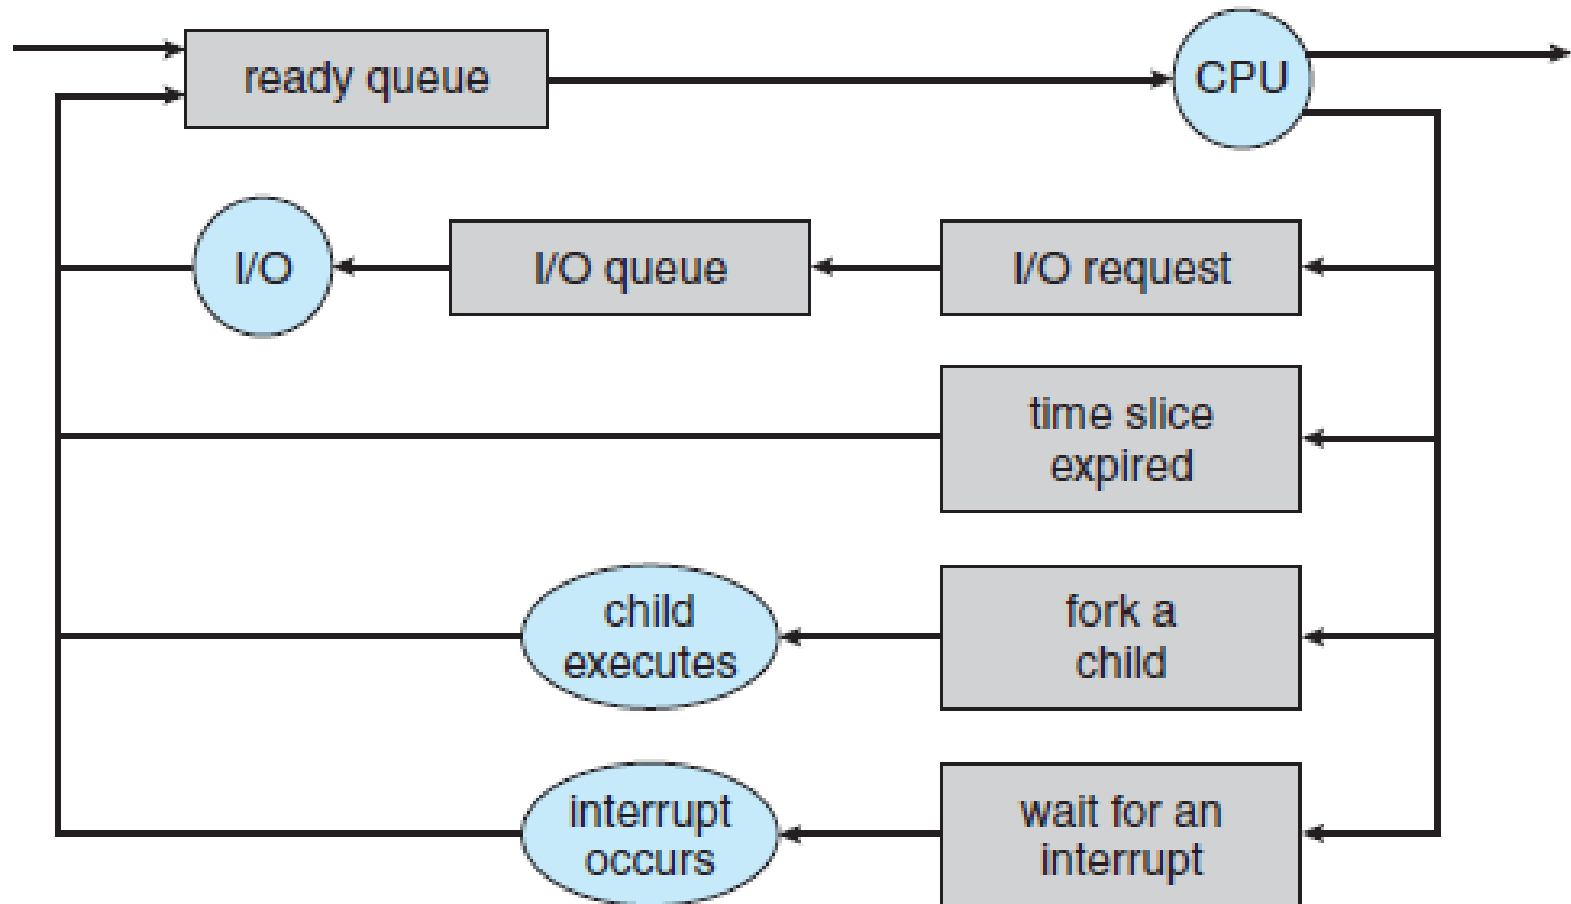 ready queue
CPU
I/O
I/O queue
I/O request
time slice
expired
child
executes
fork a
child
interrupt
occurs
wait for an
interrupt